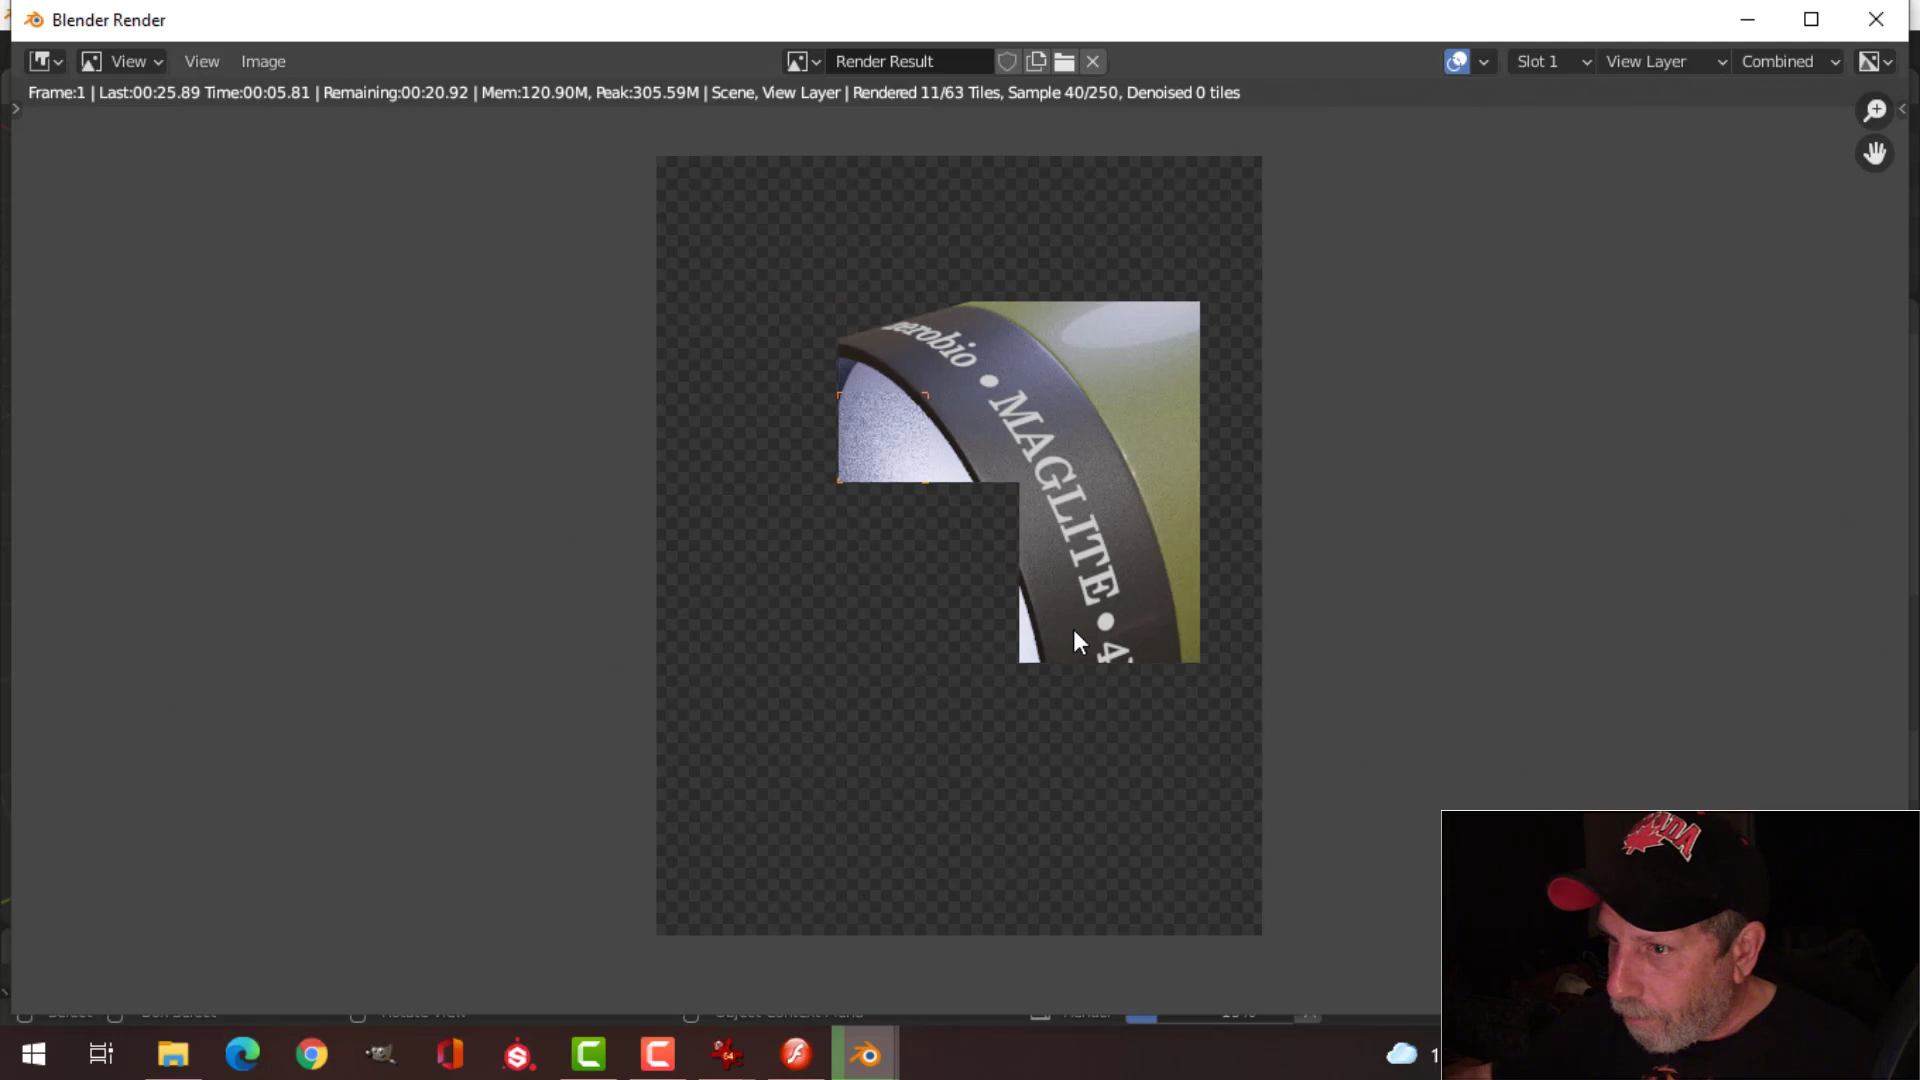 Blender Render
View View Image Render Result Slot 1 View Layer Combined
Frame:1 | Last:00:25.89 Time:00:05.81 | Remaining:00:20.92 | Mem:120.90M, Peak:305.59M | Scene, View Layer | Rendered 11/63 Tiles, Sample 40/250, Denoised 0 tiles
MAGLITE